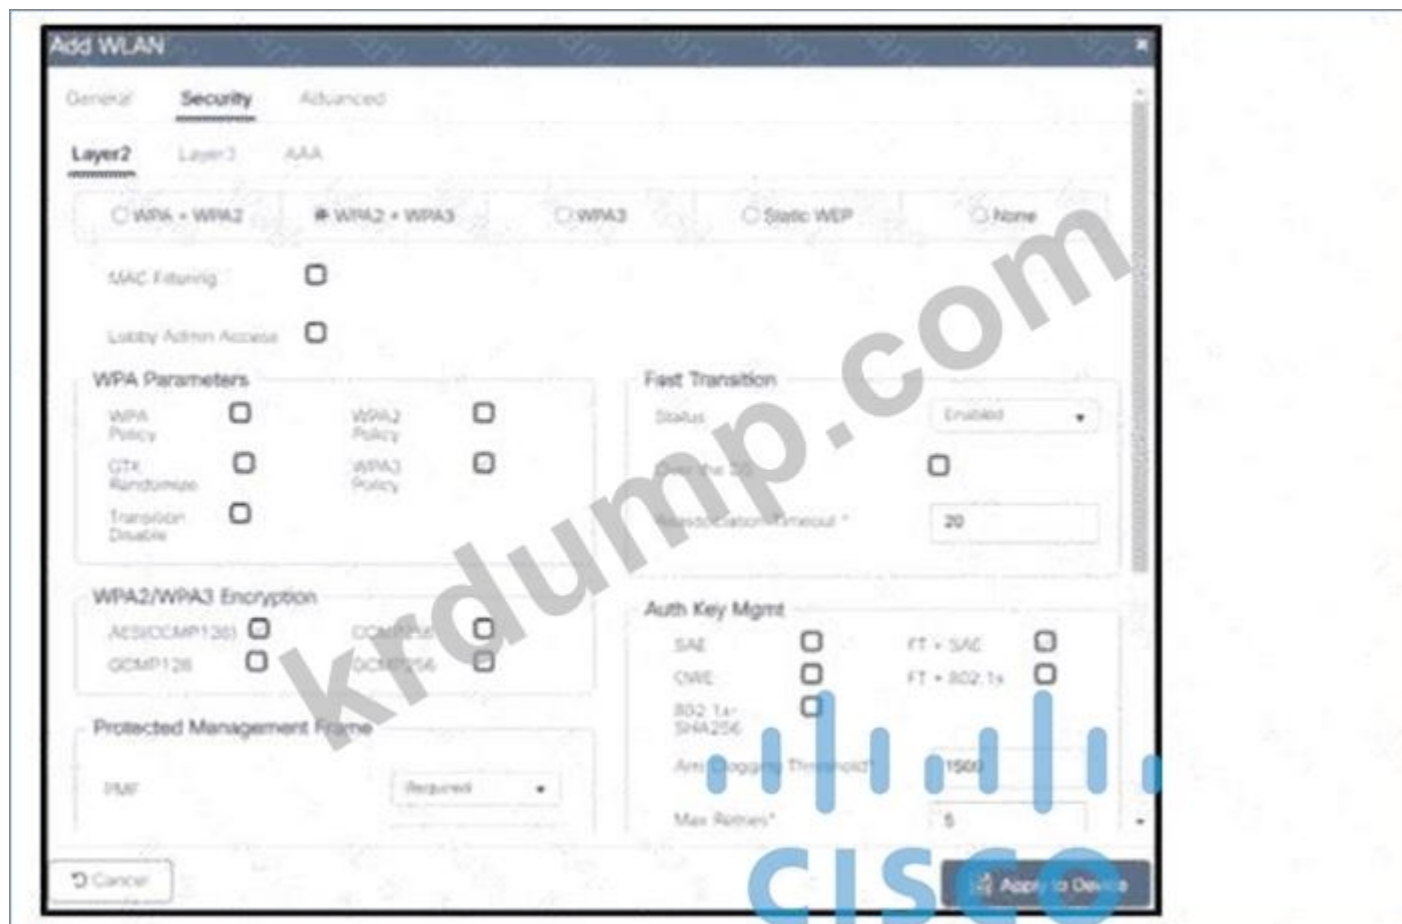 Add WLAN
General Security Advanced
Layer2 Layer3 AAA
WPA + WPA2 WPA2 + WPA3 WPA3 Static WEP None
MAC Filtering
Lobby Admin Access
WPA Parameters
WPA Policy WPA2 Policy
GTK Randomize WPA3 Policy
Transition Disable
Fast Transition
Status Enabled
Over the DS
Reassociation Timeout * 20
WPA2/WPA3 Encryption
AES(CCMP128) CCMP256
GCMP128 GCMP256
Protected Management Frame
PMF Required
Auth Key Mgmt
SAE FT + SAE
OWE FT + 802.1x
802.1x-SHA256
Anti Clogging Threshold* 1500
Max Retries* 5
Cancel Apply to Device
krdump.com
CISCO